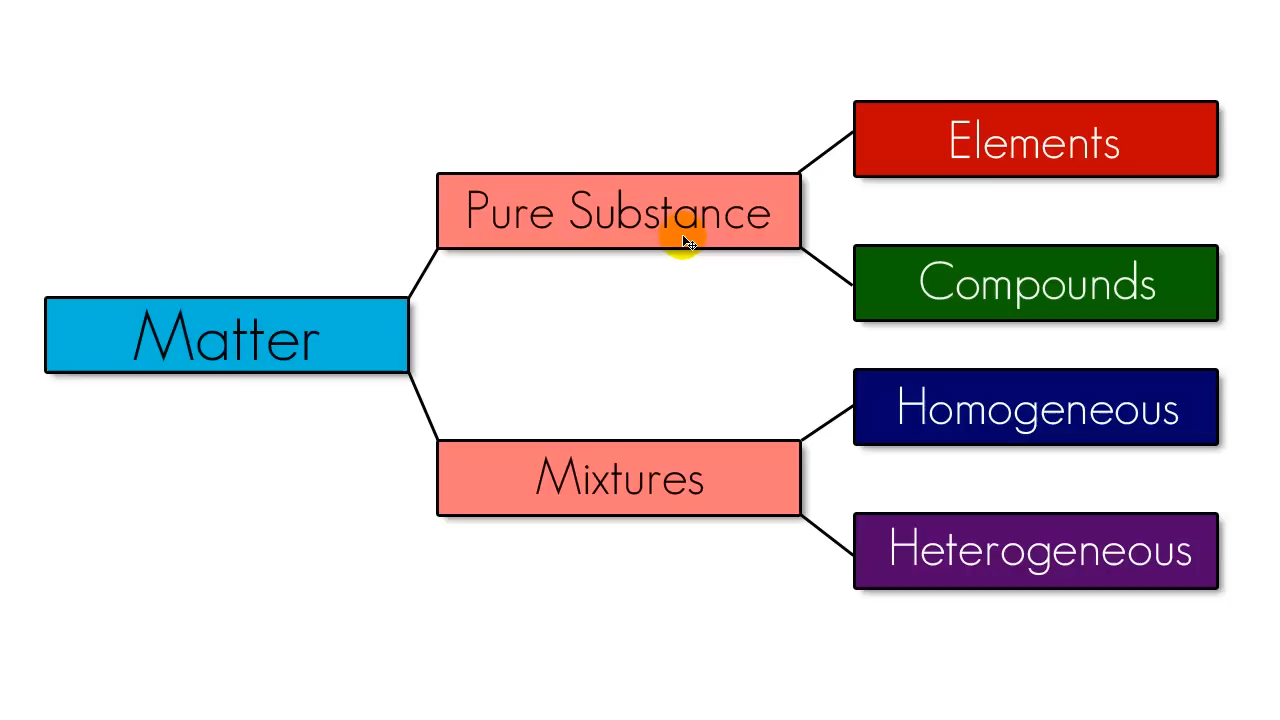 Matter
Pure Substance
Elements
Compounds
Mixtures
Homogeneous
Heterogeneous